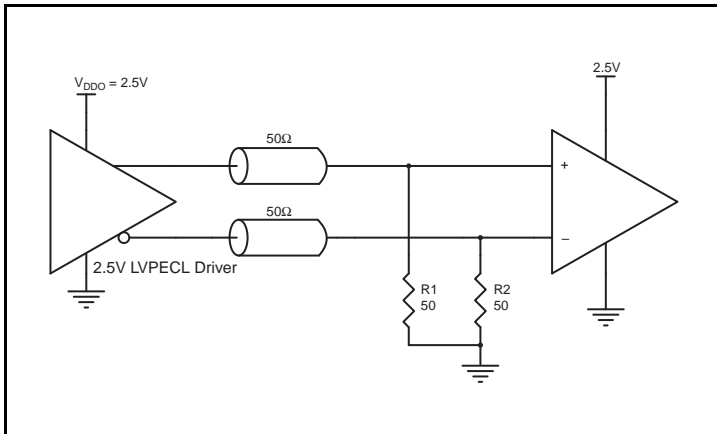 V_DDO = 2.5V
2.5V
50Ω
+
50Ω
–
2.5V LVPECL Driver
R1
50
R2
50